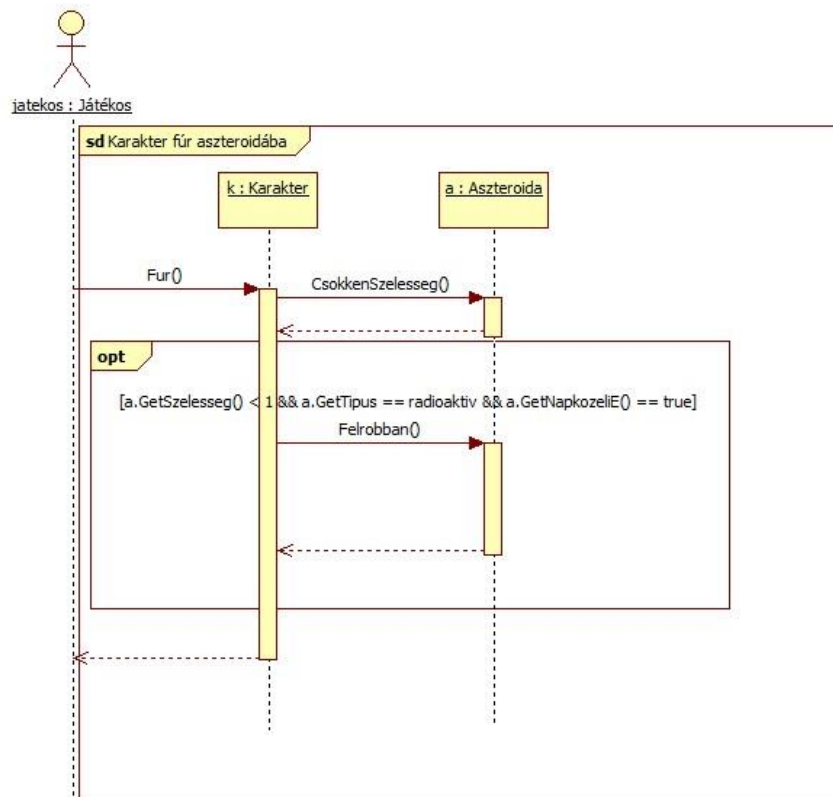 jatekos : Játékos
sd Karakter fúr aszteroidába
k : Karakter
a : Aszteroida
Fur()
CsokkenSzelesseg()
opt
[a.GetSzelesseg() < 1 && a.GetTipus == radioaktiv && a.GetNapkozeliE() == true]
Felrobban()